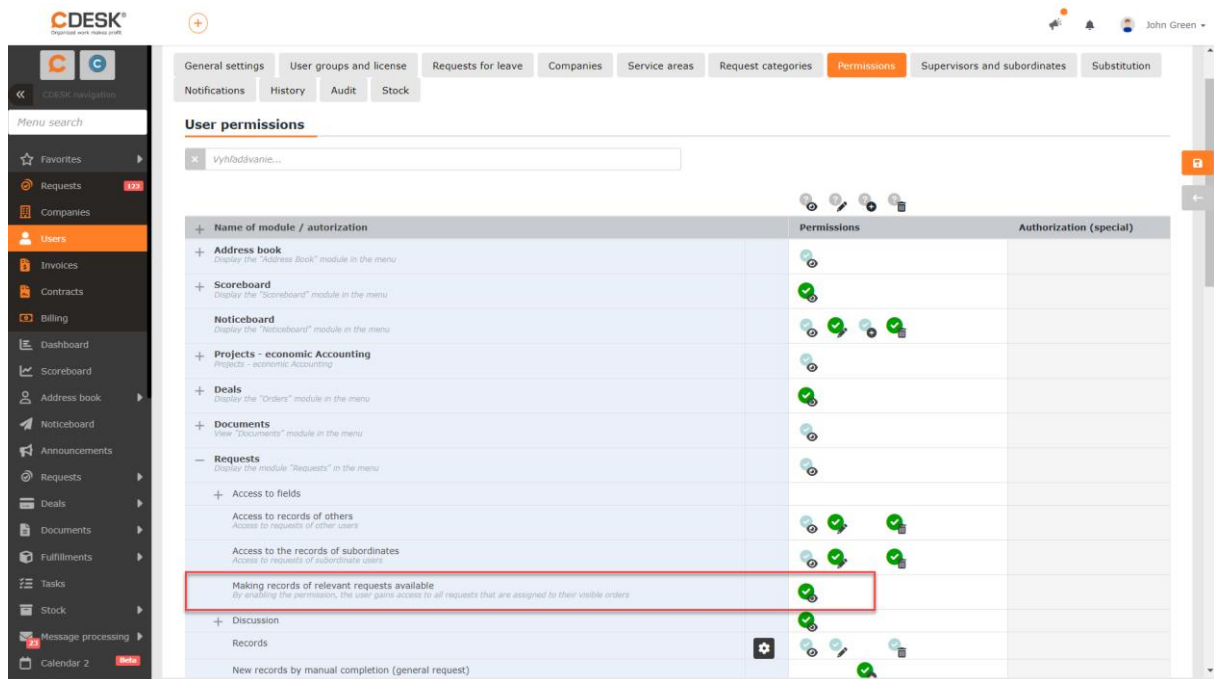 CDESK®
Organized work makes profit
John Green
General settings User groups and license Requests for leave Companies Service areas Request categories Permissions Supervisors and subordinates Substitution
Notifications History Audit Stock
CDESK navigation
Menu search
User permissions
Vyhľadávanie...
Favorites
Requests 123
Companies
Users
Invoices
Contracts
Billing
Dashboard
Scoreboard
Address book
Noticeboard
Announcements
Requests
Deals
Documents
Fulfillments
Tasks
Stock
Message processing
23
Calendar 2 Beta
Name of module / autorization Permissions Authorization (special)
Address book
Display the "Address Book" module in the menu
Scoreboard
Display the "Scoreboard" module in the menu
Noticeboard
Display the "Noticeboard" module in the menu
Projects - economic Accounting
Projects - economic Accounting
Deals
Display the "Orders" module in the menu
Documents
View "Documents" module in the menu
Requests
Display the module "Requests" in the menu
Access to fields
Access to records of others
Access to requests of other users
Access to the records of subordinates
Access to requests of subordinate users
Making records of relevant requests available
By enabling the permission, the user gains access to all requests that are assigned to their visible orders
Discussion
Records
New records by manual completion (general request)